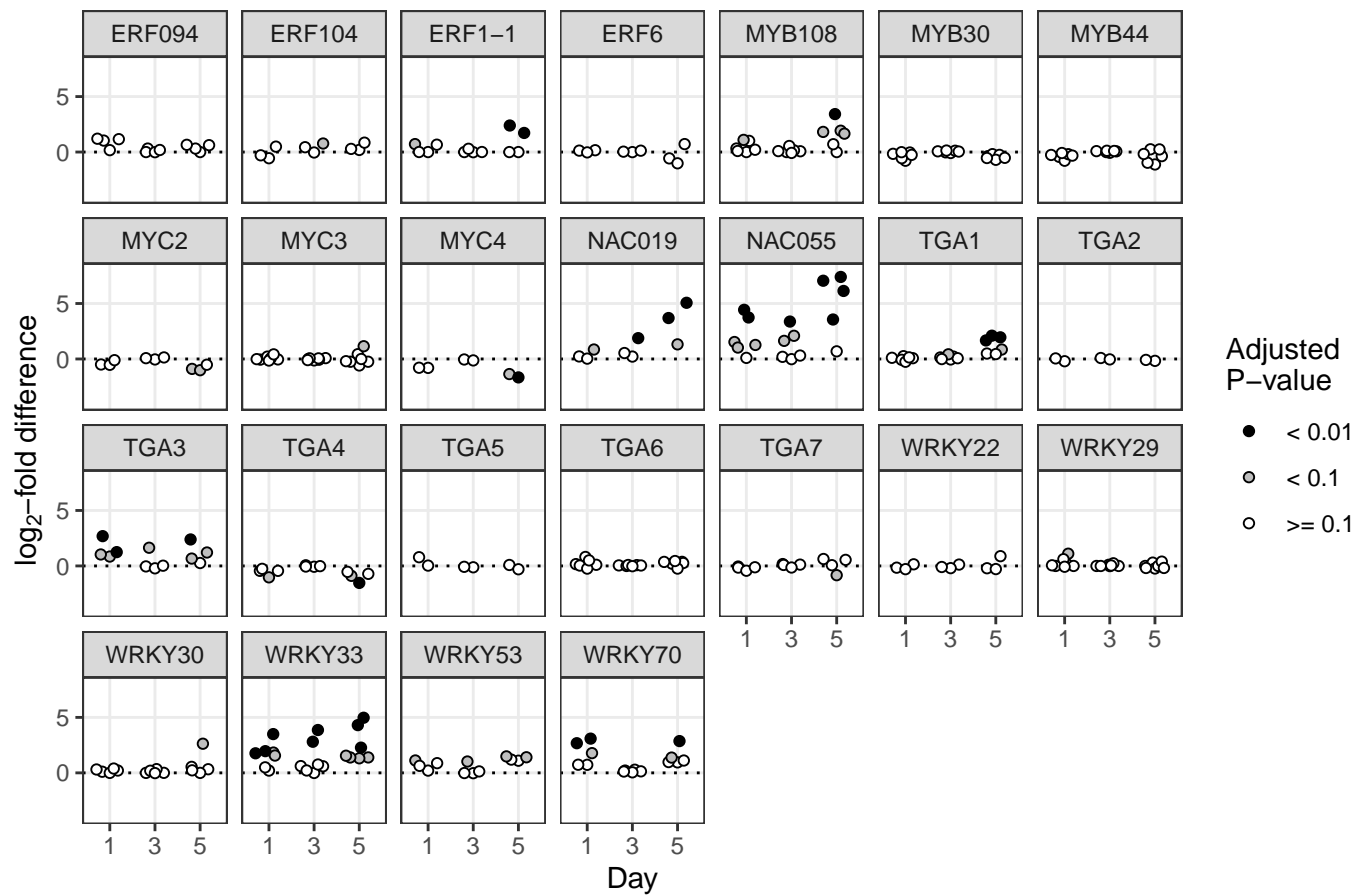 ERF094 ERF104 ERF1−1 ERF6 MYB108 MYB30 MYB44
5
0
MYC2 MYC3 MYC4 NAC019 NAC055 TGA1 TGA2
5
0
TGA3 TGA4 TGA5 TGA6 TGA7 WRKY22 WRKY29
5
0
1 3 5 1 3 5 1 3 5
WRKY30 WRKY33 WRKY53 WRKY70
5
0
1 3 5 1 3 5 1 3 5 1 3 5
Day
log₂−fold difference
Adjusted
P−value
< 0.01
< 0.1
>= 0.1